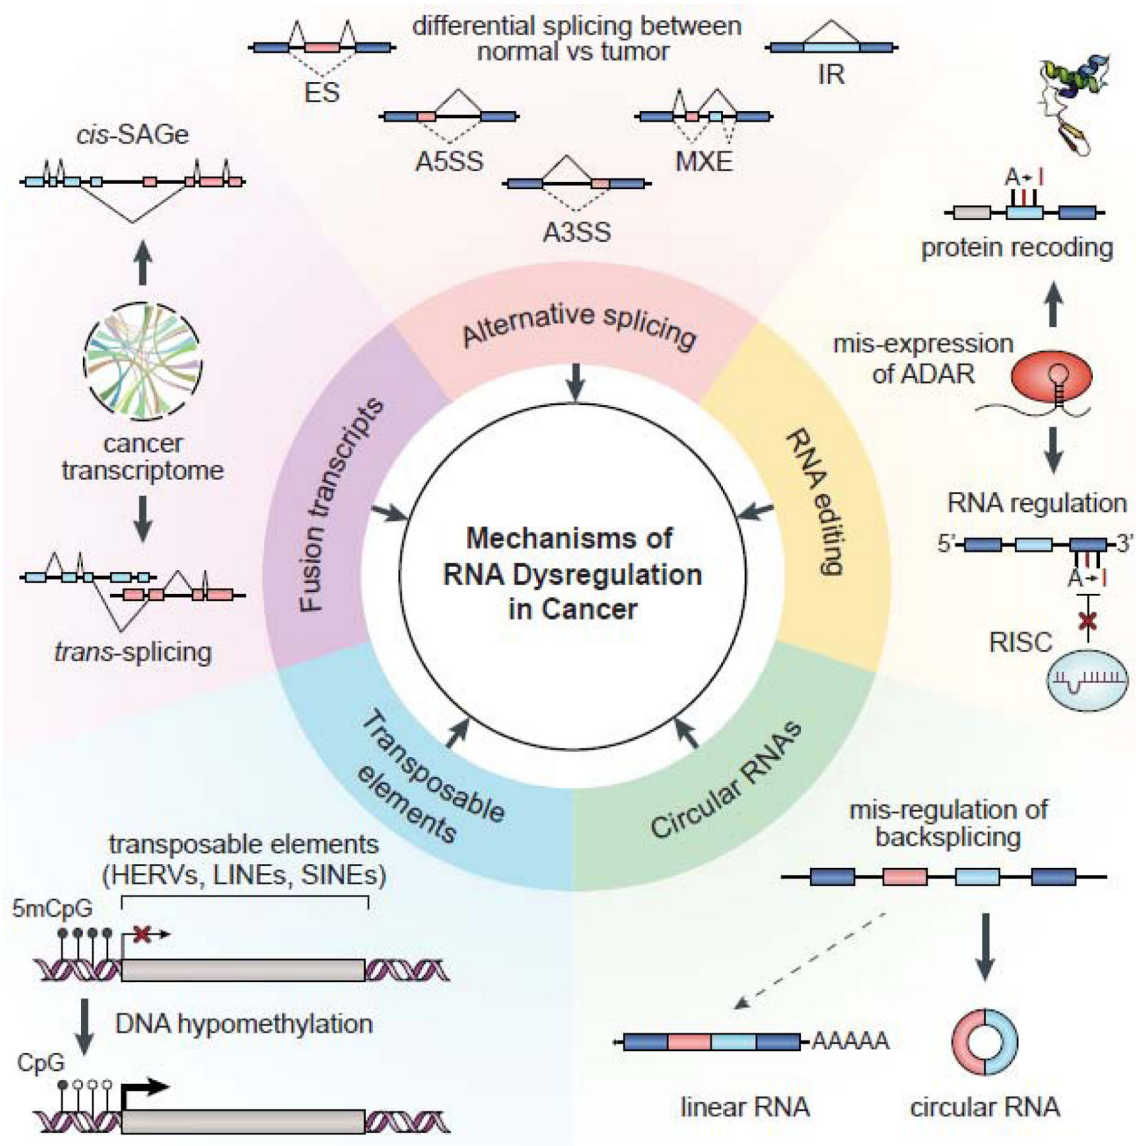 differential splicing between
normal vs tumor
ES
IR
A5SS
MXE
A3SS
cis-SAGe
cancer
transcriptome
trans-splicing
A I
protein recoding
mis-expression
of ADAR
RNA regulation
5’
3’
A I
RISC
Alternative splicing
RNA editing
Circular RNAs
Transposable
elements
Fusion transcripts
Mechanisms of
RNA Dysregulation
in Cancer
transposable elements
(HERVs, LINEs, SINEs)
5mCpG
DNA hypomethylation
CpG
mis-regulation of
backsplicing
AAAAA
linear RNA
circular RNA